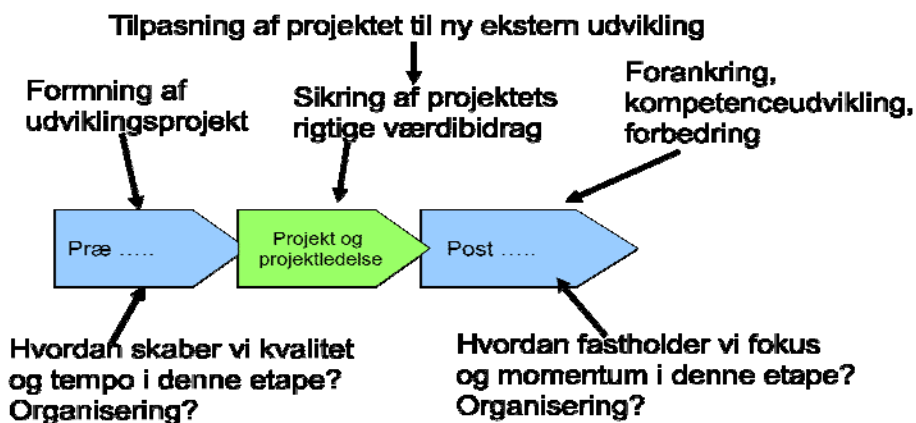 Tilpasning af projektet til ny ekstern udvikling
Formning af
udviklingsprojekt
Sikring af projektets
rigtige værdibidrag
Forankring,
kompetenceudvikling,
forbedring
Præ .....
Projekt og
projektledelse
Post .....
Hvordan skaber vi kvalitet
og tempo i denne etape?
Organisering?
Hvordan fastholder vi fokus
og momentum i denne etape?
Organisering?